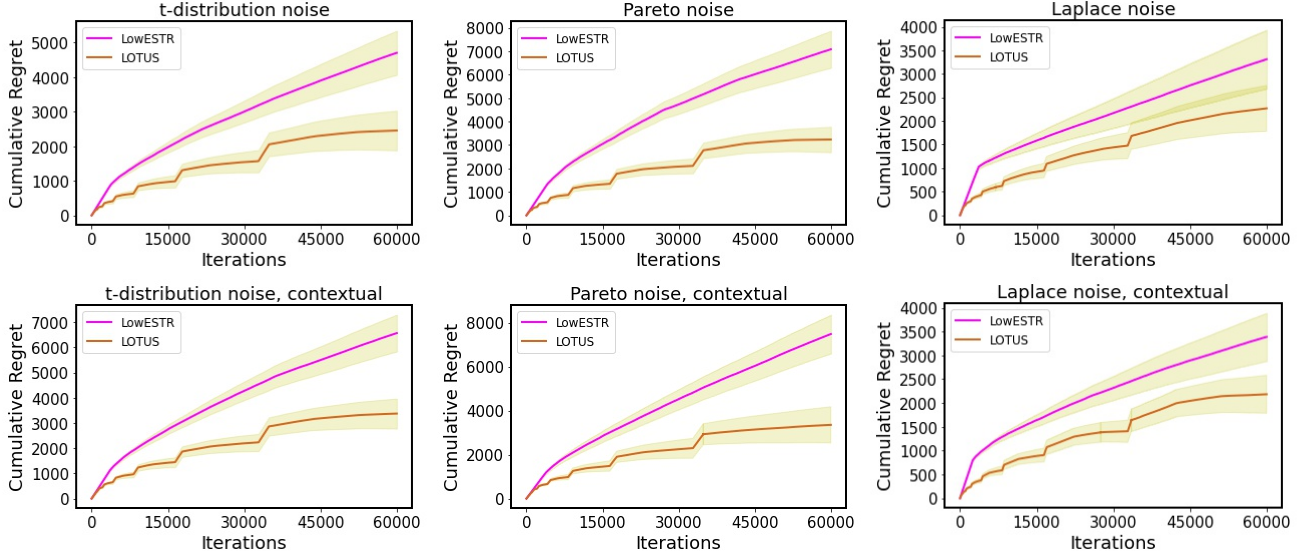 t-distribution noise
Cumulative Regret
5000
4000
3000
2000
1000
0
LowESTR
LOTUS
0 15000 30000 45000 60000
Iterations
Pareto noise
Cumulative Regret
8000
7000
6000
5000
4000
3000
2000
1000
0
LowESTR
LOTUS
0 15000 30000 45000 60000
Iterations
Laplace noise
Cumulative Regret
4000
3500
3000
2500
2000
1500
1000
500
0
LowESTR
LOTUS
0 15000 30000 45000 60000
Iterations
t-distribution noise, contextual
Cumulative Regret
7000
6000
5000
4000
3000
2000
1000
0
LowESTR
LOTUS
0 15000 30000 45000 60000
Iterations
Pareto noise, contextual
Cumulative Regret
8000
6000
4000
2000
0
LowESTR
LOTUS
0 15000 30000 45000 60000
Iterations
Laplace noise, contextual
Cumulative Regret
4000
3500
3000
2500
2000
1500
1000
500
0
LowESTR
LOTUS
0 15000 30000 45000 60000
Iterations